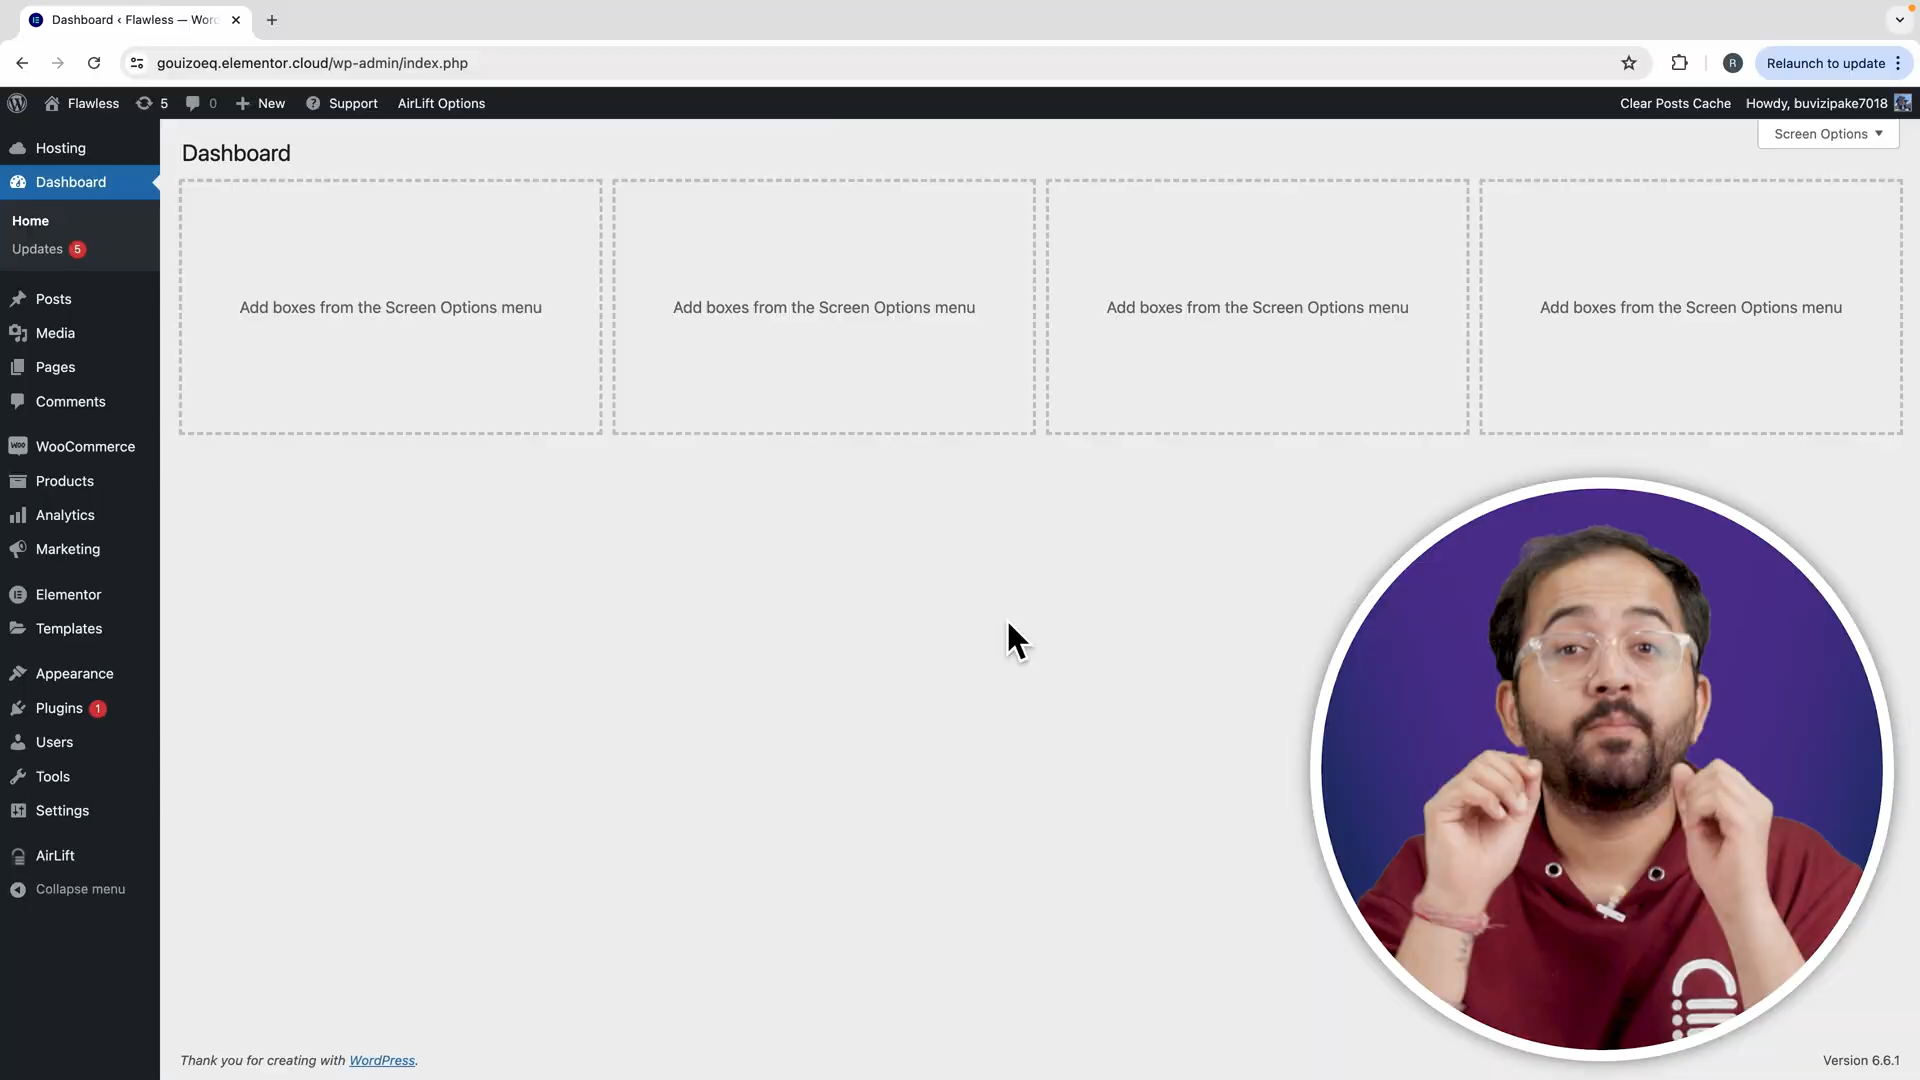 Dashboard ‹ Flawless — Wor
gouizoeq.elementor.cloud/wp-admin/index.php
R
Relaunch to update
Flawless
5
0
New
Support
AirLift Options
Clear Posts Cache
Howdy, buvizipake7018
Hosting
Dashboard
Home
Updates 5
Posts
Media
Pages
Comments
WooCommerce
Products
Analytics
Marketing
Elementor
Templates
Appearance
Plugins 1
Users
Tools
Settings
AirLift
Collapse menu
Screen Options
Dashboard
Add boxes from the Screen Options menu
Add boxes from the Screen Options menu
Add boxes from the Screen Options menu
Add boxes from the Screen Options menu
Thank you for creating with WordPress.
Version 6.6.1